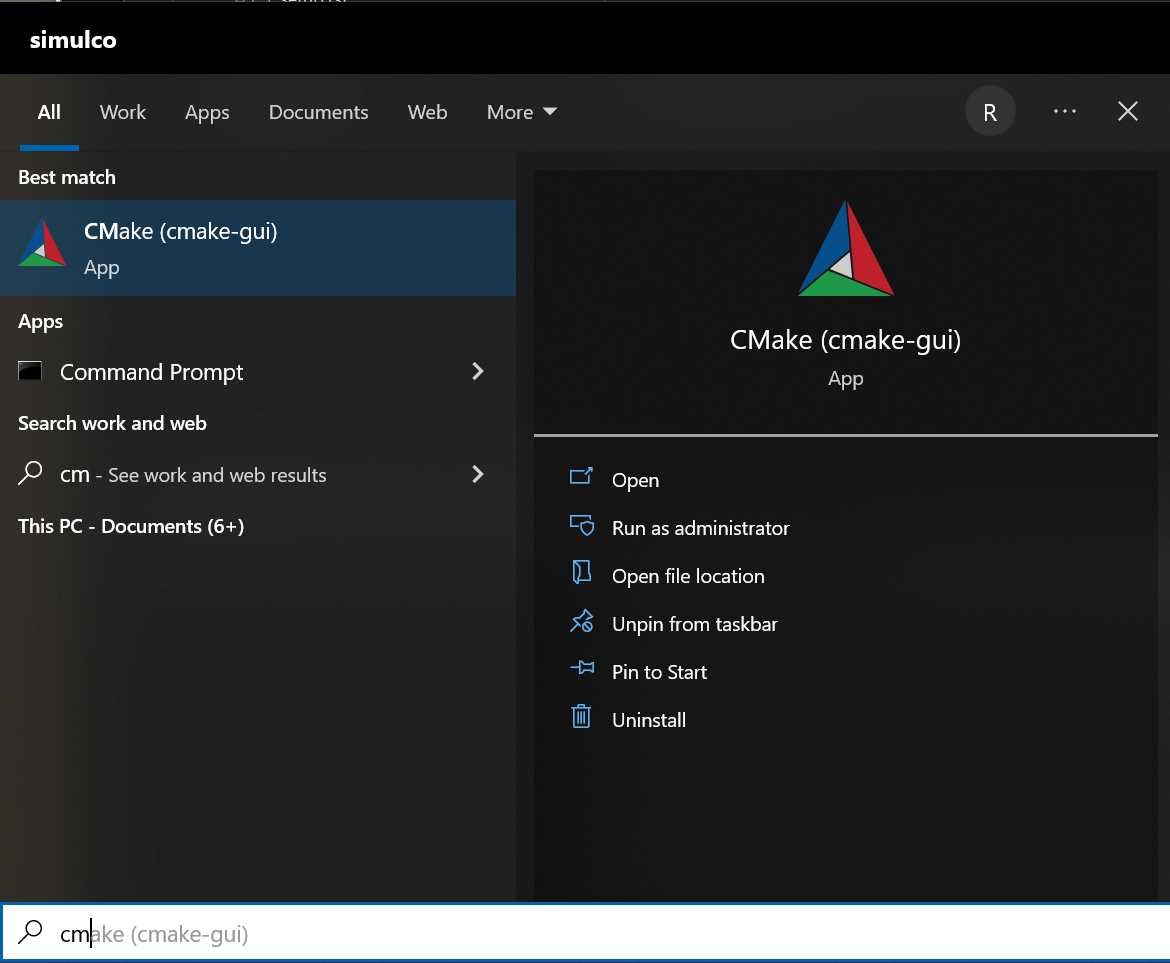 simulco
All Work Apps Documents Web More R ...
Best match
CMake (cmake-gui)
App
Apps
Command Prompt
Search work and web
cm - See work and web results
This PC - Documents (6+)
CMake (cmake-gui)
App
Open
Run as administrator
Open file location
Unpin from taskbar
Pin to Start
Uninstall
cmake (cmake-gui)